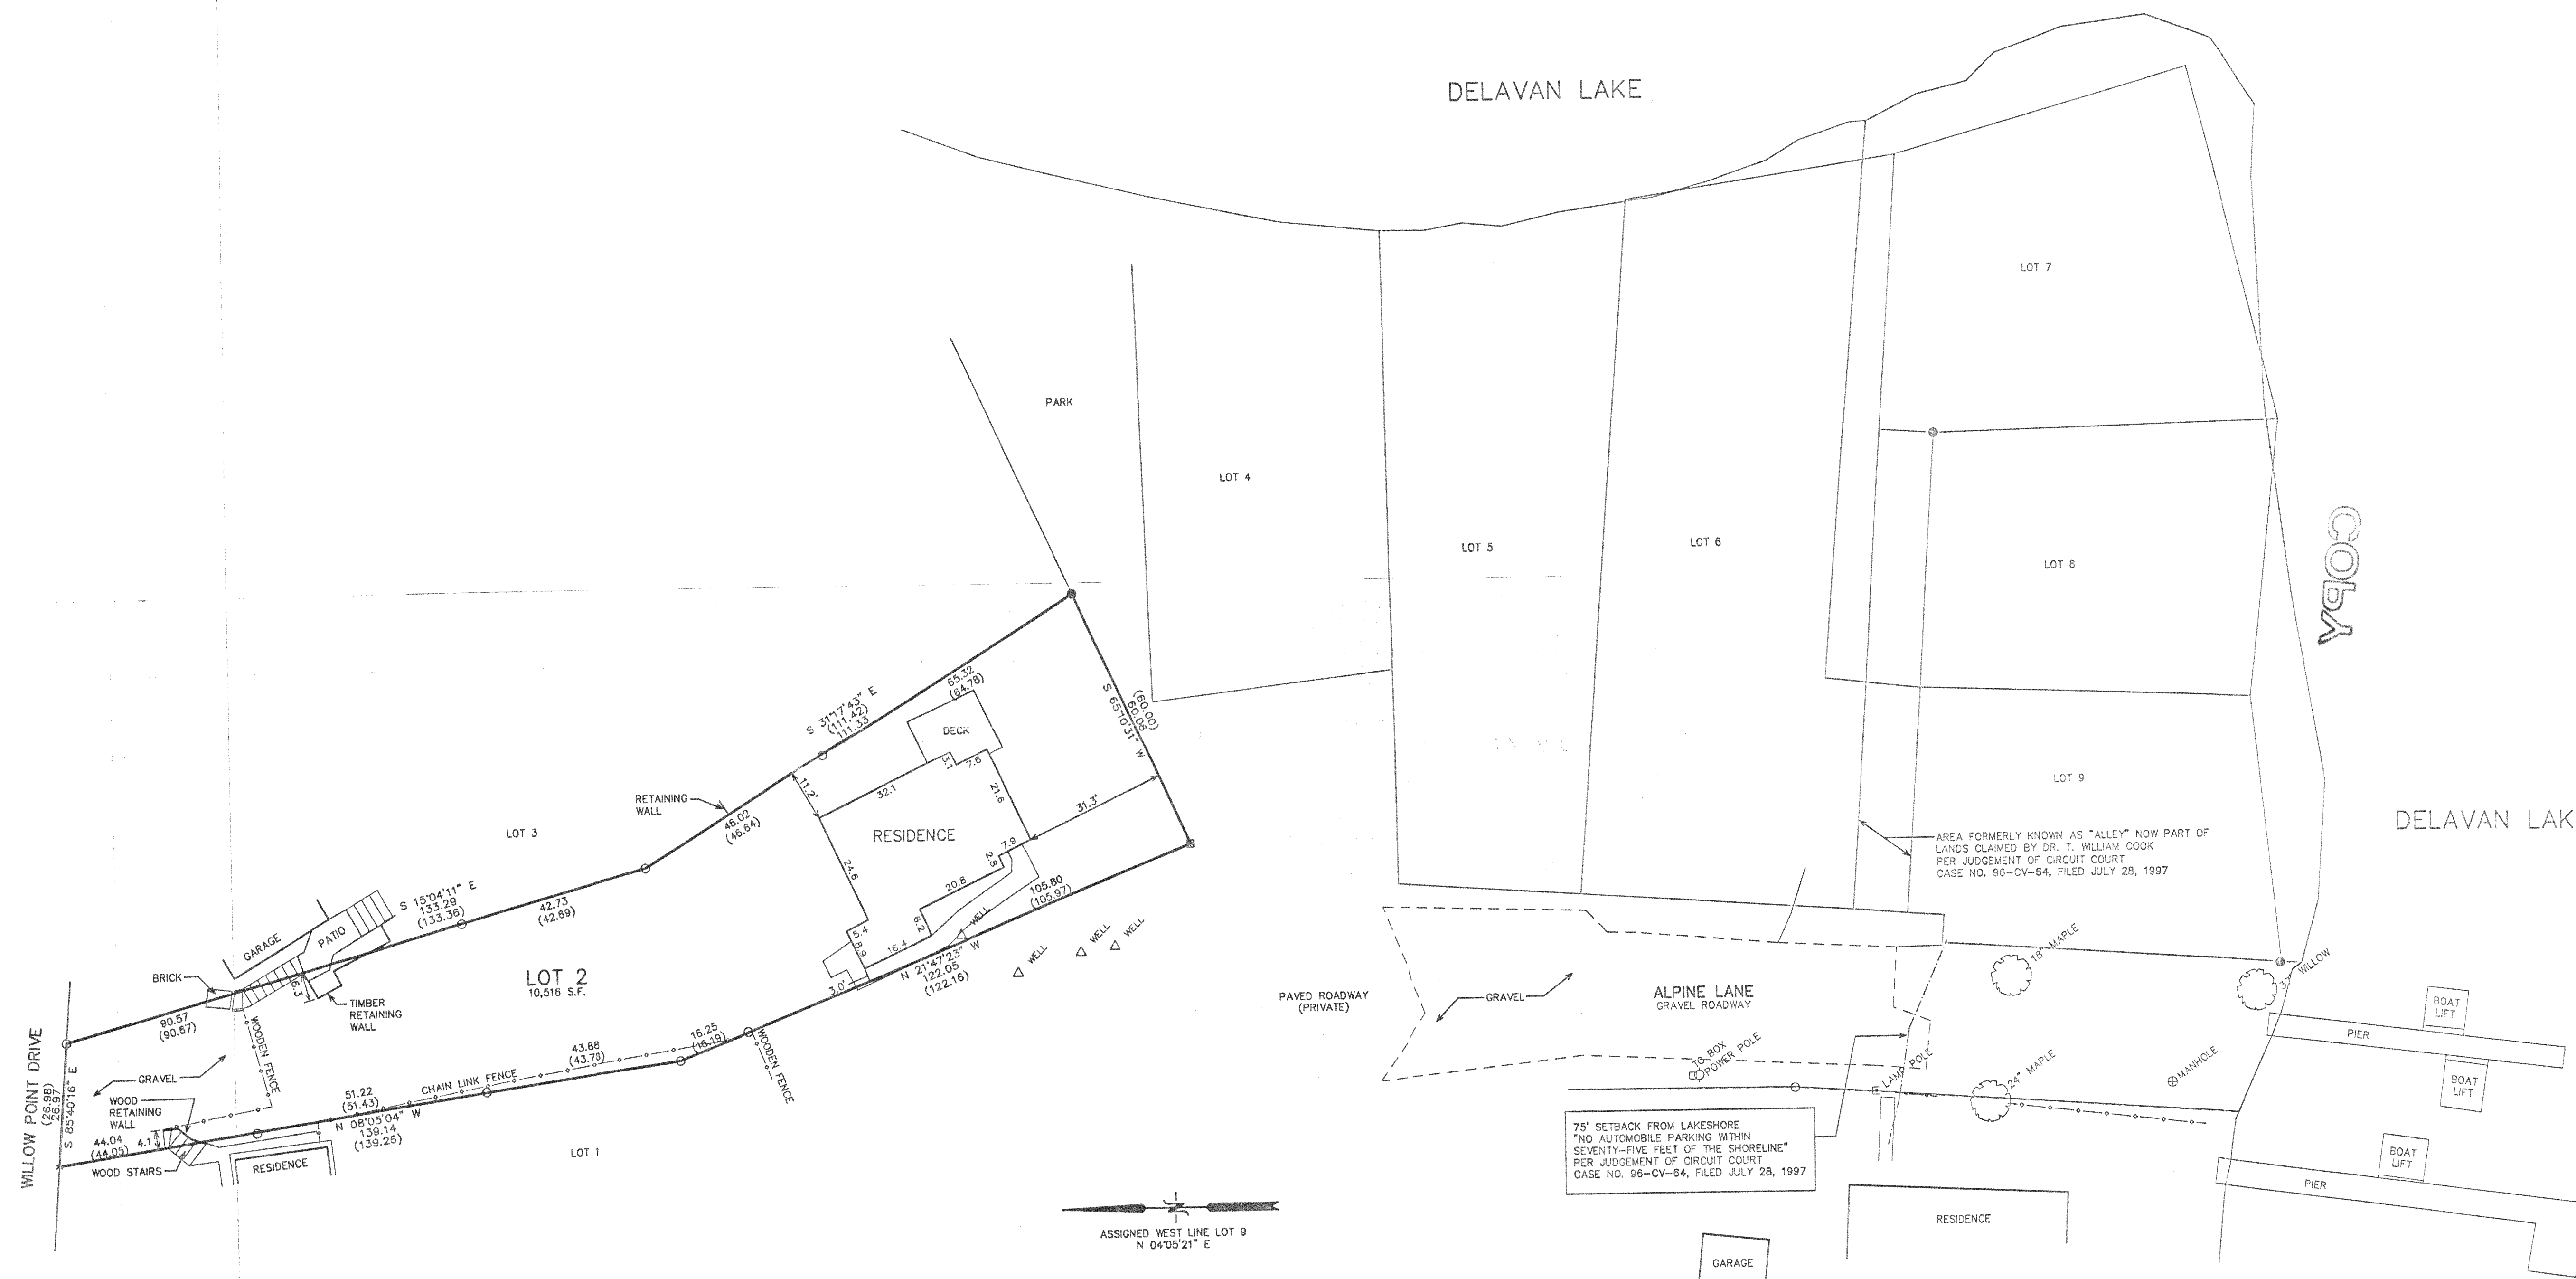 DELAVAN LAKE
LOT 7
PARK
LOT 4
LOT 5
LOT 6
LOT 8
COPY
LOT 9
DELAVAN LAK
AREA FORMERLY KNOWN AS "ALLEY" NOW PART OF
LANDS CLAIMED BY DR. T. WILLIAM COOK
PER JUDGEMENT OF CIRCUIT COURT
CASE NO. 96-CV-64, FILED JULY 28, 1997
65.32
(64.78)
S 31°17'43" E
(111.42)
111.33
(60.00)
60.06
S 65°10'31" W
DECK
3.1
7.6
32.1
21.6
11.2'
31.3'
RETAINING
WALL
46.02
(46.64)
RESIDENCE
7.9
2.8
24.6
20.8
6.2
5.4
8.9
16.4
3.0'
WELL
105.80
(105.97)
N 21°47'23" W
122.05
(122.16)
WELL
WELL
WELL
LOT 3
S 15°04'11" E
133.29
(133.36)
42.73
(42.69)
GARAGE
PATIO
BRICK
6.3
TIMBER
RETAINING
WALL
LOT 2
10,516 S.F.
90.57
(90.67)
WOODEN FENCE
WILLOW POINT DRIVE
(26.98)
26.97
S 85°40'16" E
GRAVEL
WOOD
RETAINING
WALL
44.04
(44.05)
4.1
WOOD STAIRS
RESIDENCE
51.22
(51.43)
CHAIN LINK FENCE
N 08°05'04" W
139.14
(139.26)
43.88
(43.78)
16.25
(16.19)
WOODEN FENCE
LOT 1
ASSIGNED WEST LINE LOT 9
N 04°05'21" E
PAVED ROADWAY
(PRIVATE)
GRAVEL
ALPINE LANE
GRAVEL ROADWAY
TO BOX
POWER POLE
LAMP POLE
18" MAPLE
24" MAPLE
MANHOLE
WILLOW
PIER
BOAT
LIFT
BOAT
LIFT
BOAT
LIFT
PIER
75' SETBACK FROM LAKESHORE
"NO AUTOMOBILE PARKING WITHIN
SEVENTY-FIVE FEET OF THE SHORELINE"
PER JUDGEMENT OF CIRCUIT COURT
CASE NO. 96-CV-64, FILED JULY 28, 1997
RESIDENCE
GARAGE